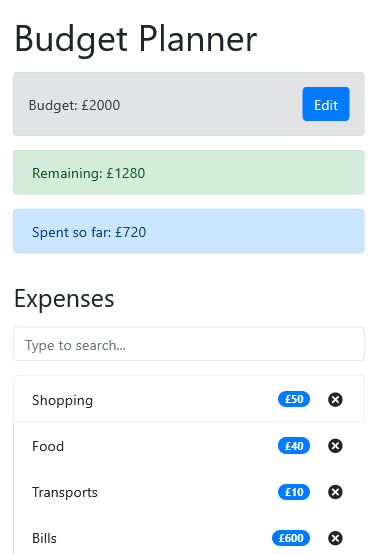 Budget Planner
Budget: £2000
Edit
Remaining: £1280
Spent so far: £720
Expenses
Type to search...
Shopping £50
Food £40
Transports £10
Bills £600